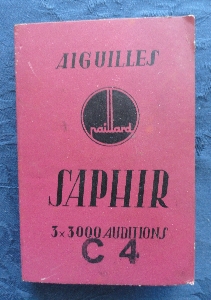 AIGUILLES
paillard
SAPHIR
3x3000 AUDITIONS
C 4